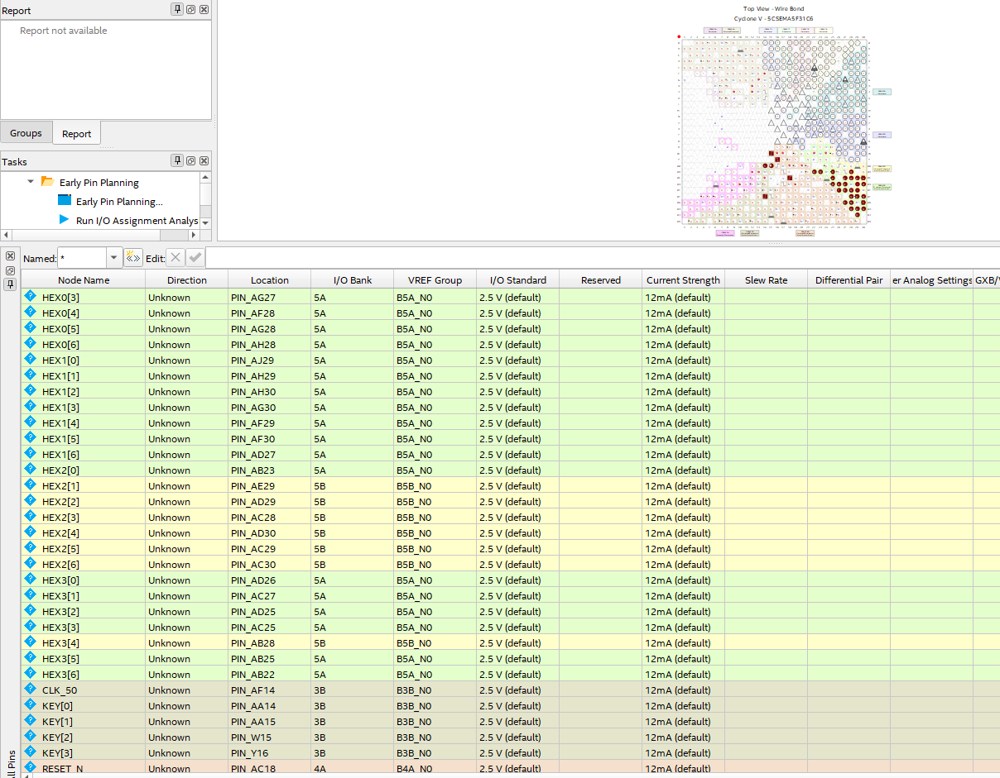 Report
Report not available
Groups
Report
Tasks
Early Pin Planning
Early Pin Planning...
Run I/O Assignment Analys
Top View - Wire Bond
Cyclone V - 5CSEMA5F31C6
Named: *
Edit:
Node Name Direction Location I/O Bank VREF Group I/O Standard Reserved Current Strength Slew Rate Differential Pair er Analog Settings GXB/V
HEX0[3] Unknown PIN_AG27 5A B5A_N0 2.5 V (default) 12mA (default)
HEX0[4] Unknown PIN_AF28 5A B5A_N0 2.5 V (default) 12mA (default)
HEX0[5] Unknown PIN_AG28 5A B5A_N0 2.5 V (default) 12mA (default)
HEX0[6] Unknown PIN_AH28 5A B5A_N0 2.5 V (default) 12mA (default)
HEX1[0] Unknown PIN_AJ29 5A B5A_N0 2.5 V (default) 12mA (default)
HEX1[1] Unknown PIN_AH29 5A B5A_N0 2.5 V (default) 12mA (default)
HEX1[2] Unknown PIN_AH30 5A B5A_N0 2.5 V (default) 12mA (default)
HEX1[3] Unknown PIN_AG30 5A B5A_N0 2.5 V (default) 12mA (default)
HEX1[4] Unknown PIN_AF29 5A B5A_N0 2.5 V (default) 12mA (default)
HEX1[5] Unknown PIN_AF30 5A B5A_N0 2.5 V (default) 12mA (default)
HEX1[6] Unknown PIN_AD27 5A B5A_N0 2.5 V (default) 12mA (default)
HEX2[0] Unknown PIN_AB23 5A B5A_N0 2.5 V (default) 12mA (default)
HEX2[1] Unknown PIN_AE29 5B B5B_N0 2.5 V (default) 12mA (default)
HEX2[2] Unknown PIN_AD29 5B B5B_N0 2.5 V (default) 12mA (default)
HEX2[3] Unknown PIN_AC28 5B B5B_N0 2.5 V (default) 12mA (default)
HEX2[4] Unknown PIN_AD30 5B B5B_N0 2.5 V (default) 12mA (default)
HEX2[5] Unknown PIN_AC29 5B B5B_N0 2.5 V (default) 12mA (default)
HEX2[6] Unknown PIN_AC30 5B B5B_N0 2.5 V (default) 12mA (default)
HEX3[0] Unknown PIN_AD26 5A B5A_N0 2.5 V (default) 12mA (default)
HEX3[1] Unknown PIN_AC27 5A B5A_N0 2.5 V (default) 12mA (default)
HEX3[2] Unknown PIN_AD25 5A B5A_N0 2.5 V (default) 12mA (default)
HEX3[3] Unknown PIN_AC25 5A B5A_N0 2.5 V (default) 12mA (default)
HEX3[4] Unknown PIN_AB28 5B B5B_N0 2.5 V (default) 12mA (default)
HEX3[5] Unknown PIN_AB25 5A B5A_N0 2.5 V (default) 12mA (default)
HEX3[6] Unknown PIN_AB22 5A B5A_N0 2.5 V (default) 12mA (default)
CLK_50 Unknown PIN_AF14 3B B3B_N0 2.5 V (default) 12mA (default)
KEY[0] Unknown PIN_AA14 3B B3B_N0 2.5 V (default) 12mA (default)
KEY[1] Unknown PIN_AA15 3B B3B_N0 2.5 V (default) 12mA (default)
KEY[2] Unknown PIN_W15 3B B3B_N0 2.5 V (default) 12mA (default)
KEY[3] Unknown PIN_Y16 3B B3B_N0 2.5 V (default) 12mA (default)
RESET_N Unknown PIN_AC18 4A B4A_N0 2.5 V (default) 12mA (default)
ll Pins